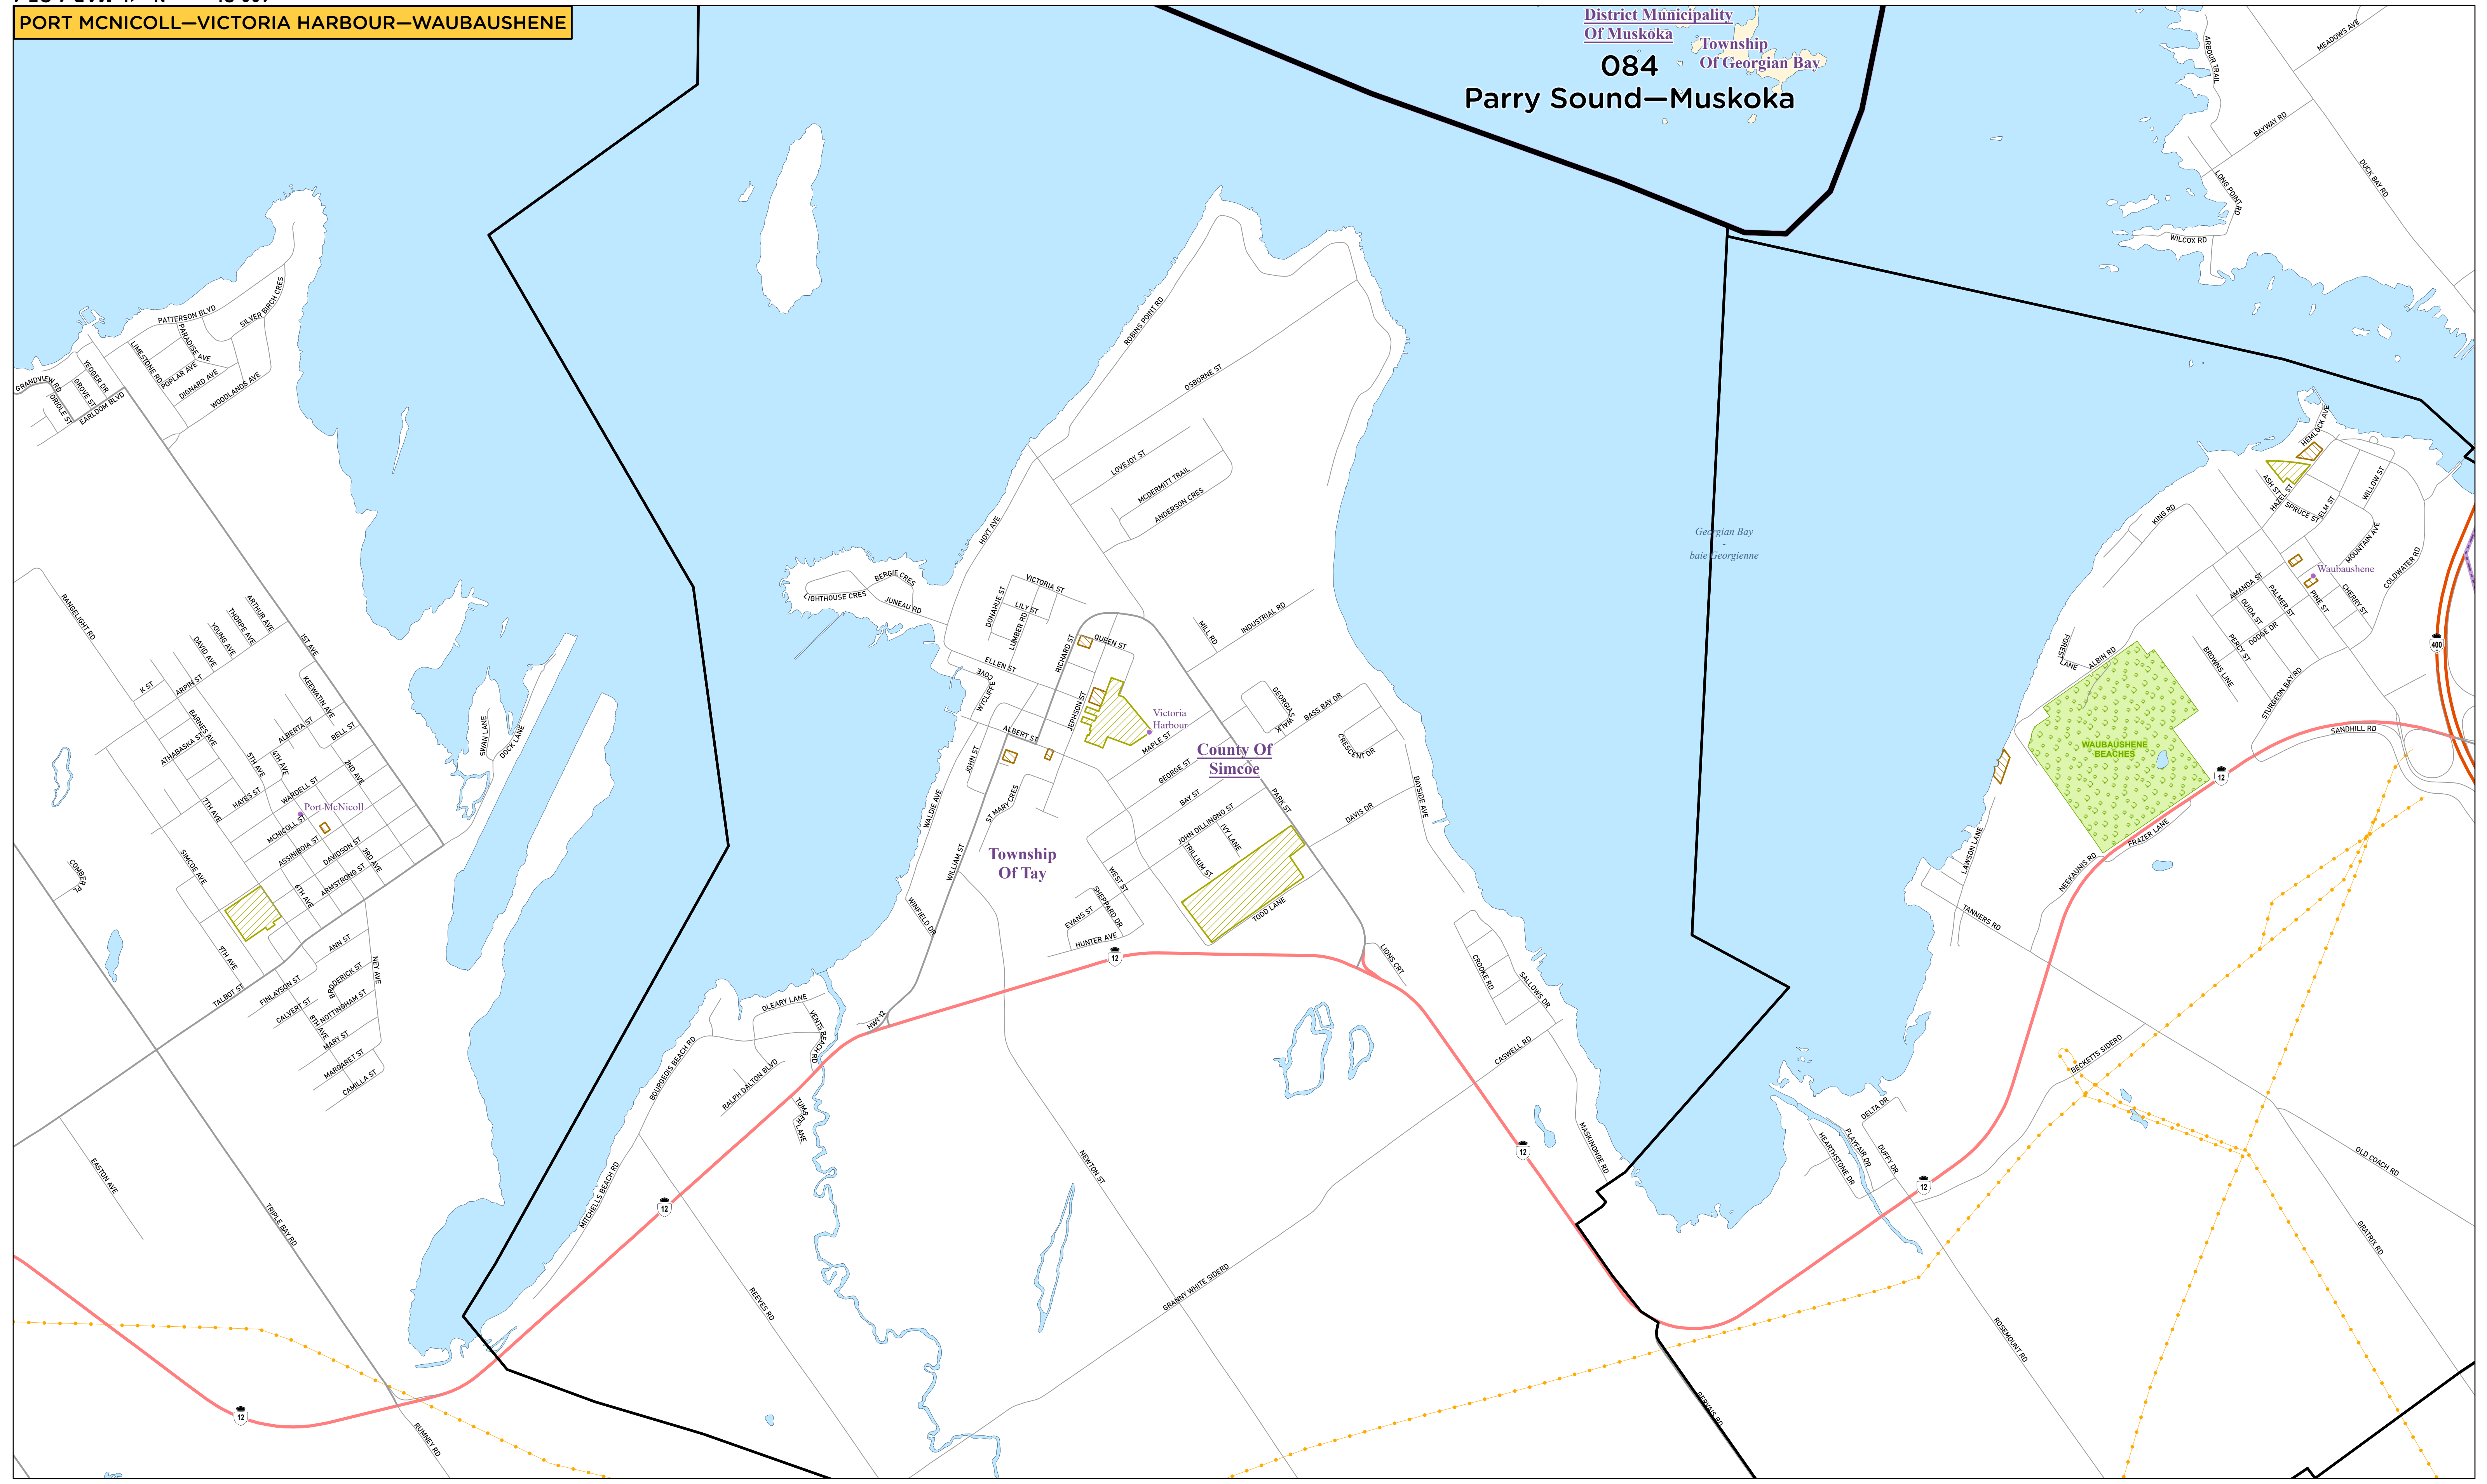 PORT MCNICOLL—VICTORIA HARBOUR—WAUBAUSHENE
District Municipality
Of Muskoka
Township
Of Georgian Bay
084
Parry Sound—Muskoka
ARBOUR TRAIL
MEADOWS AVE
BAYWAY RD
DUCK BAY RD
LONG POINT RD
WILCOX RD
PATTERSON BLVD
SILVER BIRCH CRES
PARADISE AVE
LIMESTONE RD
POPLAR AVE
DIGNARD AVE
WOODLANDS AVE
GRANDVIEW RD
YEDGER DR
GROVE ST
ORIOLE ST
EARLDOM BLVD
ROBINS POINT RD
OSBORNE ST
LOVEJOY ST
MCDERMITT TRAIL
ANDERSON CRES
HOYT AVE
Georgian Bay
-
baie Georgienne
HEMLOCK AVE
ASH ST
HAZEL ST
SPRUCE ST
ELM ST
WILLOW ST
KING RD
MOUNTAIN AVE
COLDWATER RD
Waubaushene
AMANDA ST
PALMER ST
PINE ST
CHERRY ST
OUIDA ST
DODGE DR
PERCY ST
BROWNS LINE
FOREST LANE
ALBIN RD
STURGEON BAY RD
SANDHILL RD
400
WAUBAUSHENE
BEACHES
12
FRAZER LANE
NEEKAUNIS RD
LAWSON LANE
TANNERS RD
RANGELIGHT RD
ARTHUR AVE
THORPE AVE
YOUNG AVE
DAVID AVE
1ST AVE
K ST
ARPIN ST
KEEWATIN AVE
BARNES AVE
ATHABASKA ST
ALBERTA ST
BELL ST
5TH AVE
4TH AVE
2ND AVE
WARDELL ST
HAYES ST
7TH AVE
Port McNicoll
MCNICOLL ST
ASSINIBOIA ST
DAVIDSON ST
3RD AVE
ARMSTRONG ST
6TH AVE
SIMCOE AVE
COMBER PL
9TH AVE
TALBOT ST
ANN ST
NEY AVE
FINLAYSON ST
BRODERICK ST
CALVERT ST
NOTTINGHAM ST
8TH AVE
MARY ST
MARGARET ST
CAMILLA ST
EASTON AVE
TRIPLE BAY RD
RUMNEY RD
12
SWAN LANE
DOCK LANE
LIGHTHOUSE CRES
BERGIE CRES
JUNEAU RD
VICTORIA ST
DONAHUE ST
LILY ST
LUMBER RD
RICHARD ST
QUEEN ST
ELLEN ST
WYCLIFFE COVE
JEPHSON ST
ALBERT ST
JOHN ST
ST MARY CRES
WALDIE AVE
WILLIAM ST
WINFIELD DR
MILL RD
INDUSTRIAL RD
GEORGIAS WALK
BASS BAY DR
CRESCENT DR
Victoria
Harbour
MAPLE ST
GEORGE ST
County Of
Simcoe
BAY ST
PARK ST
JOHN DILLINGNO ST
IVY LANE
TRILLIUM ST
DAVIS DR
BAYSIDE AVE
Township
Of Tay
WEST ST
SHEPPARD DR
EVANS ST
HUNTER AVE
TODD LANE
12
LIONS CRT
CROOKE RD
SALLOWS DR
CASWELL RD
OLEARY LANE
VENTS BEACH RD
HWY 12
BOURGEOIS BEACH RD
RALPH DALTON BLVD
TUMBLER LANE
MITCHELLS BEACH RD
12
REEVES RD
NEWTON ST
GRANNY WHITE SIDERD
MASKINONGE RD
12
GERVAIS RD
BECKETTS SIDERD
DELTA DR
PLAYFAIR DR
HEARTHSTONE DR
DUFFY DR
12
ROSEMOUNT RD
OLD COACH RD
GRATRIX RD